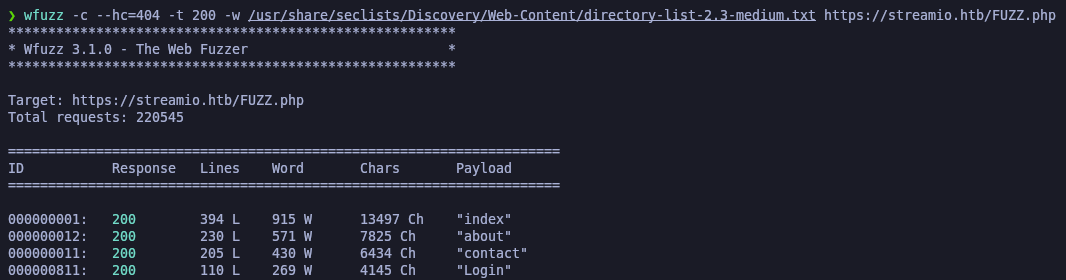 ❯ wfuzz -c --hc=404 -t 200 -w /usr/share/seclists/Discovery/Web-Content/directory-list-2.3-medium.txt https://streamio.htb/FUZZ.php
********************************************************
* Wfuzz 3.1.0 - The Web Fuzzer                         *
********************************************************
Target: https://streamio.htb/FUZZ.php
Total requests: 220545
=====================================================================
ID           Response   Lines    Word       Chars       Payload
=====================================================================
000000001:   200        394 L    915 W      13497 Ch    "index"
000000012:   200        230 L    571 W      7825 Ch     "about"
000000011:   200        205 L    430 W      6434 Ch     "contact"
000000811:   200        110 L    269 W      4145 Ch     "Login"